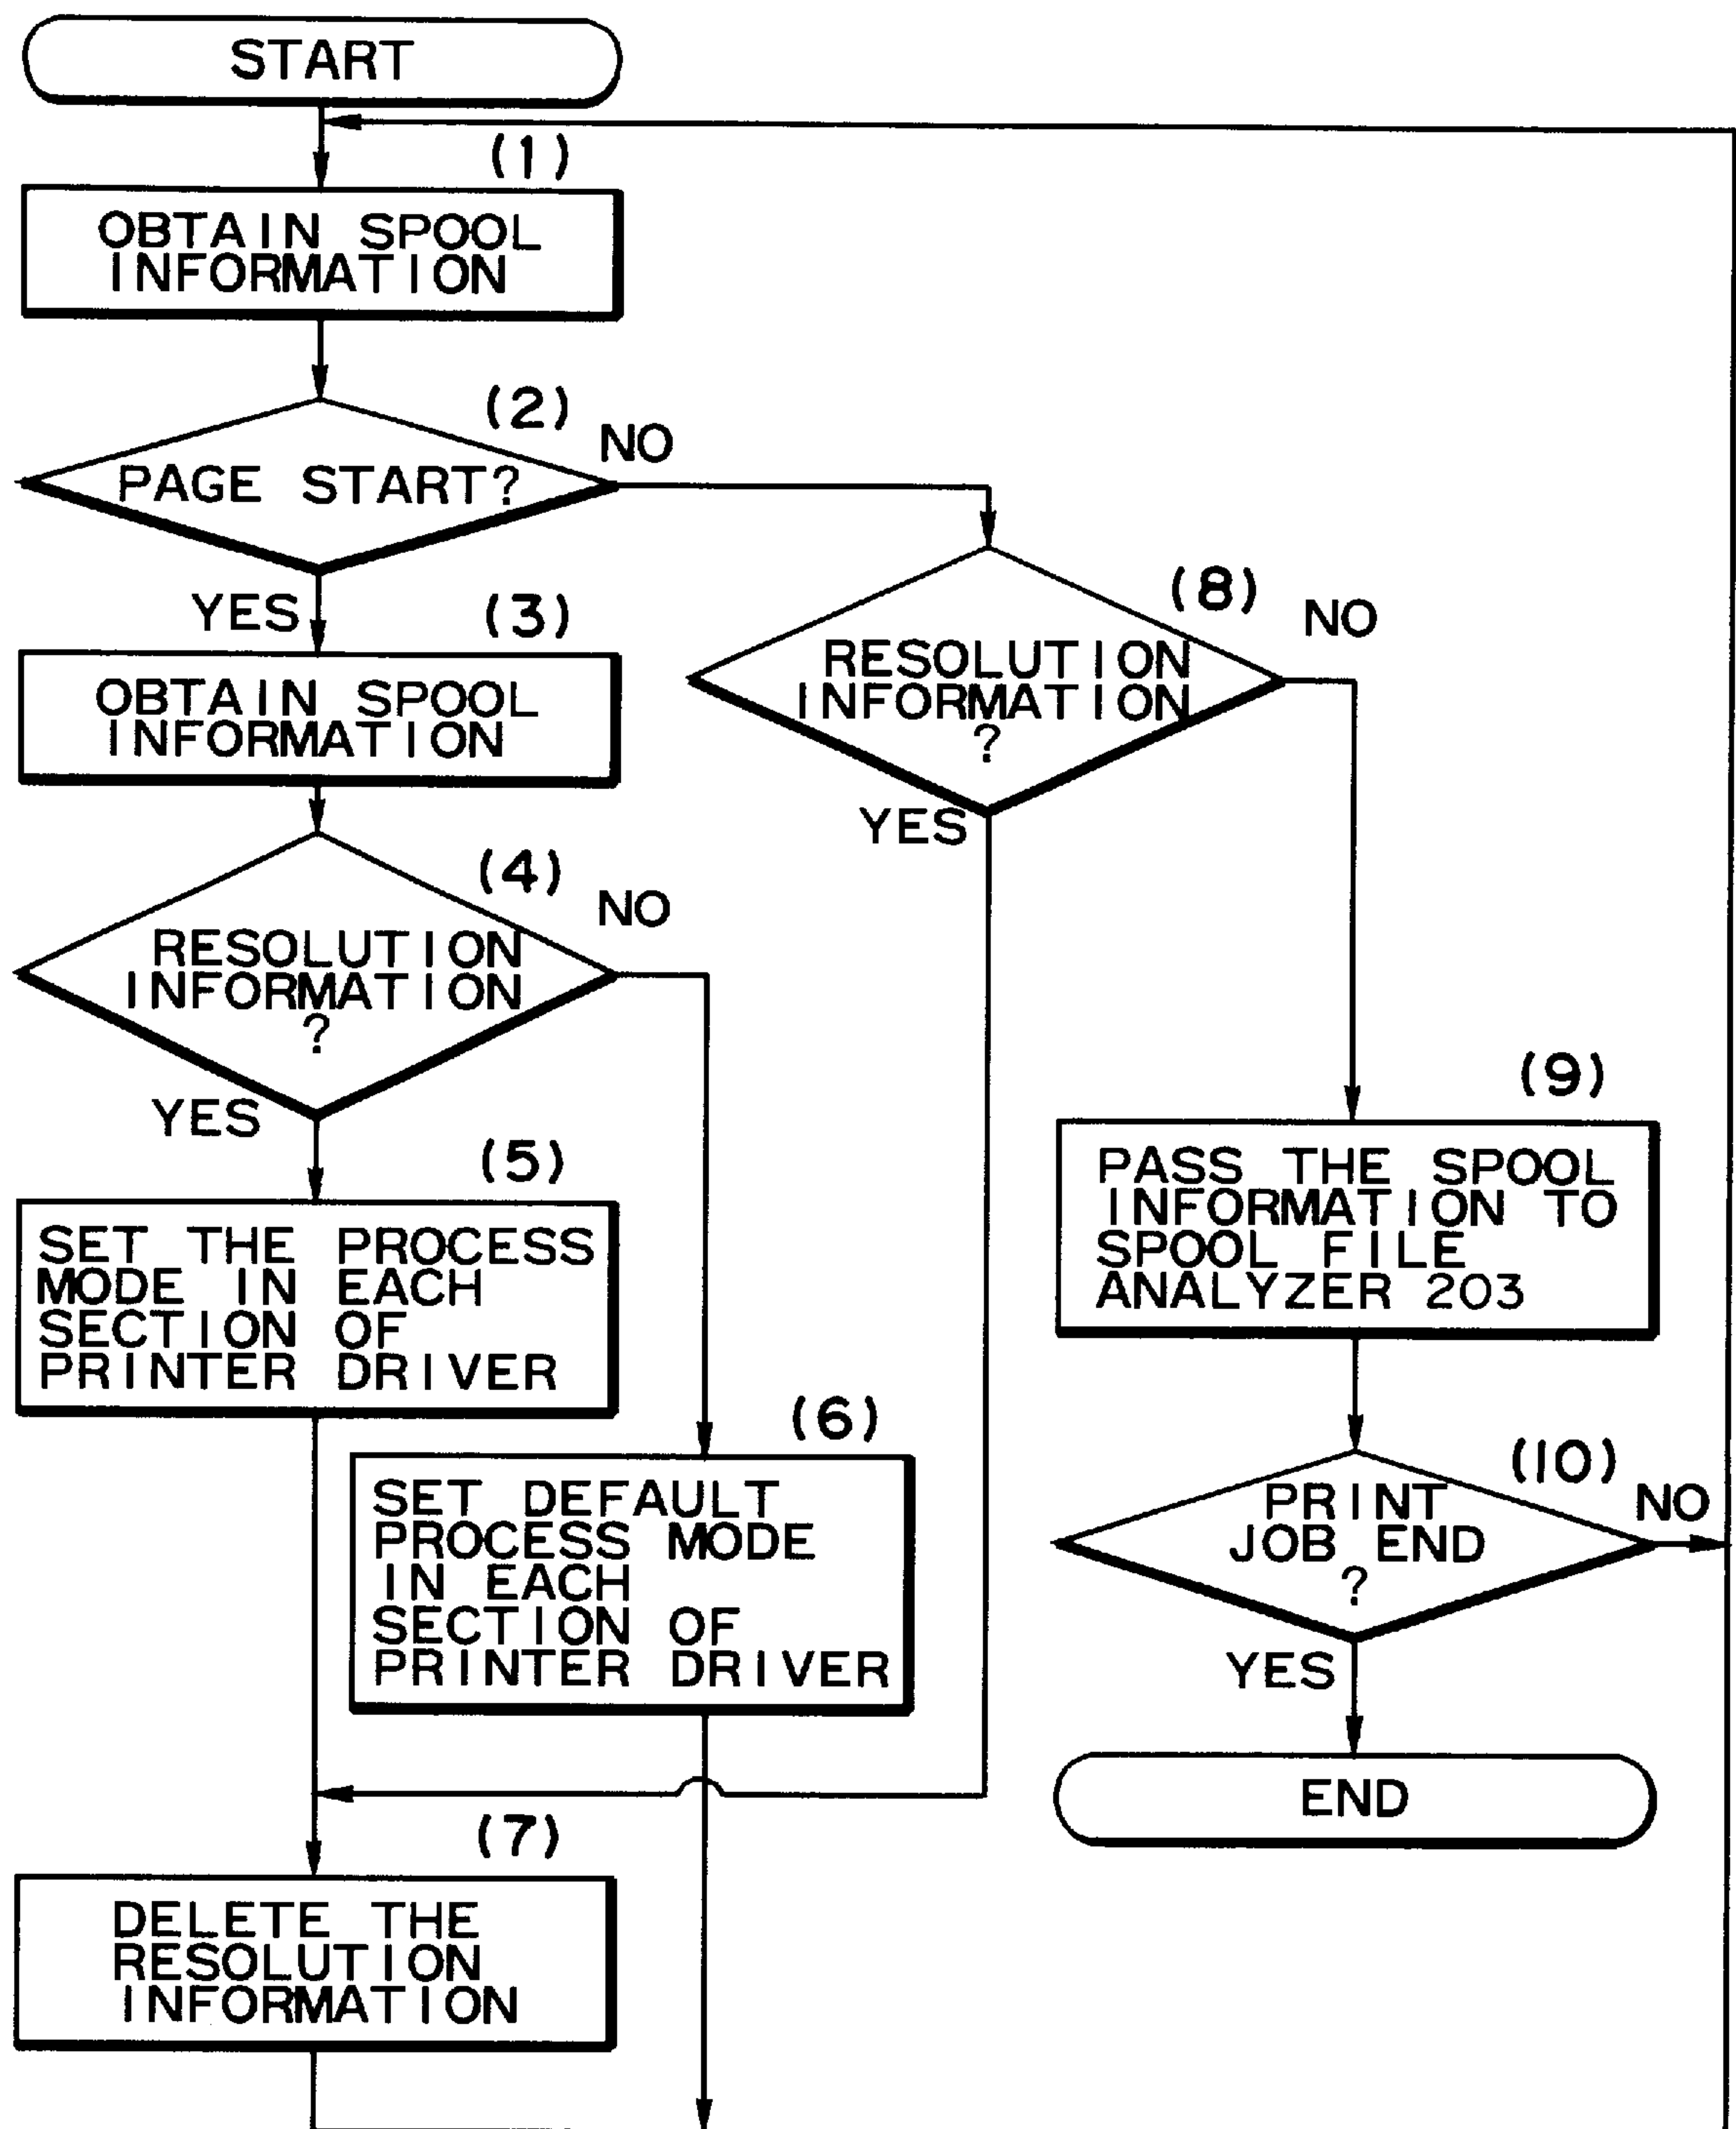 START
(1)
OBTAIN SPOOL
INFORMATION
(2)
NO
PAGE START?
YES
(3)
OBTAIN SPOOL
INFORMATION
(4)
NO
RESOLUTION
INFORMATION
?
YES
(5)
SET THE PROCESS
MODE IN EACH
SECTION OF
PRINTER DRIVER
(6)
SET DEFAULT
PROCESS MODE
IN EACH
SECTION OF
PRINTER DRIVER
(7)
DELETE THE
RESOLUTION
INFORMATION
(8)
NO
RESOLUTION
INFORMATION
?
YES
(9)
PASS THE SPOOL
INFORMATION TO
SPOOL FILE
ANALYZER 203
(10)
NO
PRINT
JOB END
?
YES
END